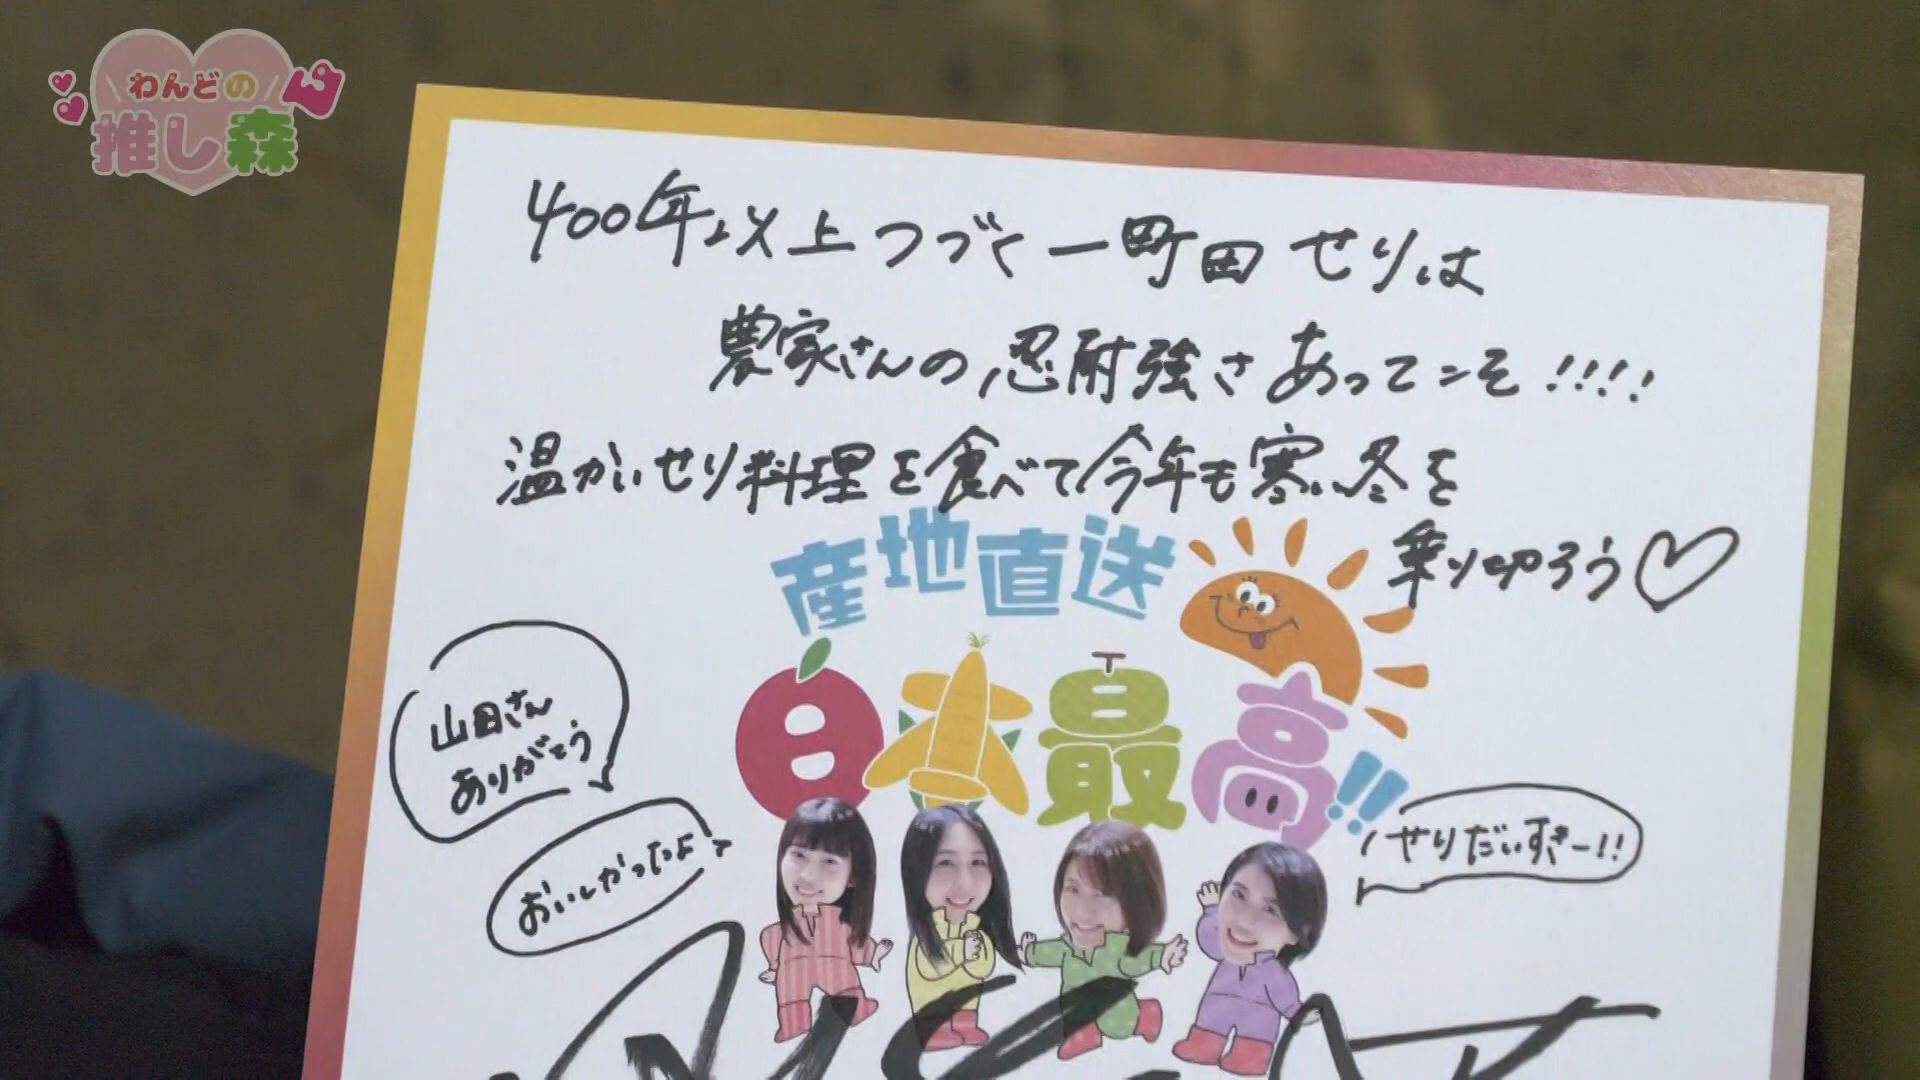 わんどの
推し森
400年以上つづく一町田せりは
農家さんの忍耐強さあってこそ!!!!
温かいせり料理を食べて今年も寒い冬を
乗り切ろう♡
産地直送
日本最高!!
山田さん
ありがとう
おいしかったよ
せりだいすきー!!